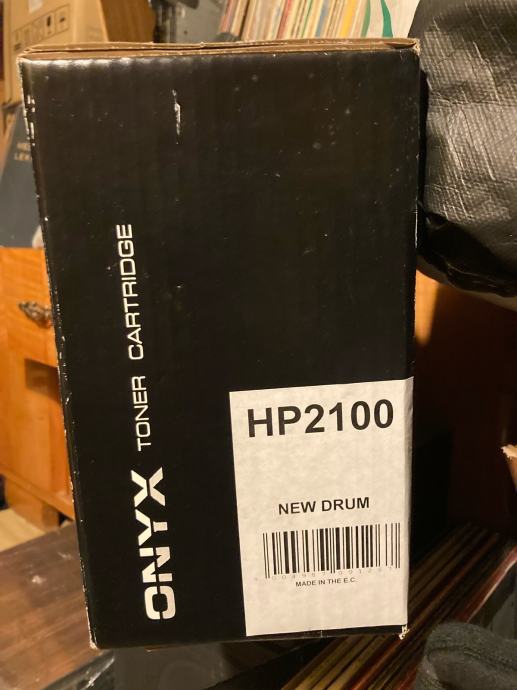 ONYX TONER CARTRIDGE
HP2100
NEW DRUM
MADE IN THE E.C.